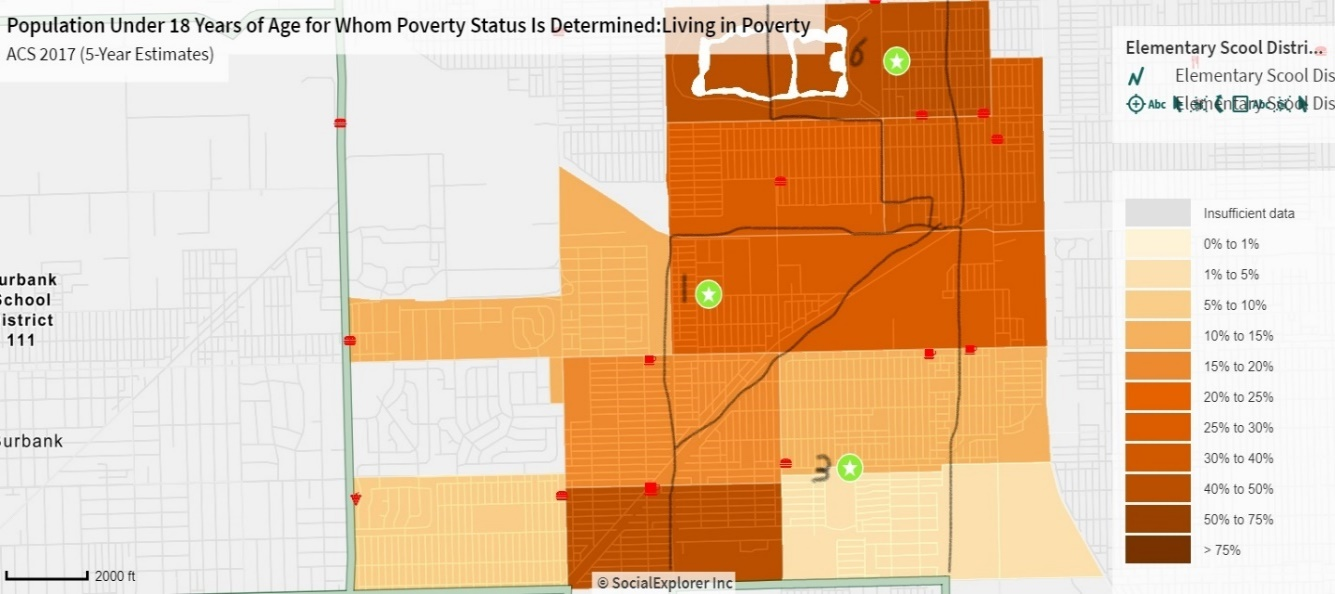 Population Under 18 Years of Age for Whom Poverty Status Is Determined:Living in Poverty
ACS 2017 (5-Year Estimates)
6
Elementary Scool Distri...
Elementary Scool Dis
Abc
Insufficient data
0% to 1%
1% to 5%
5% to 10%
10% to 15%
15% to 20%
20% to 25%
25% to 30%
30% to 40%
40% to 50%
50% to 75%
> 75%
urbank
School
istrict
111
1
urbank
3
2000 ft
© SocialExplorer Inc